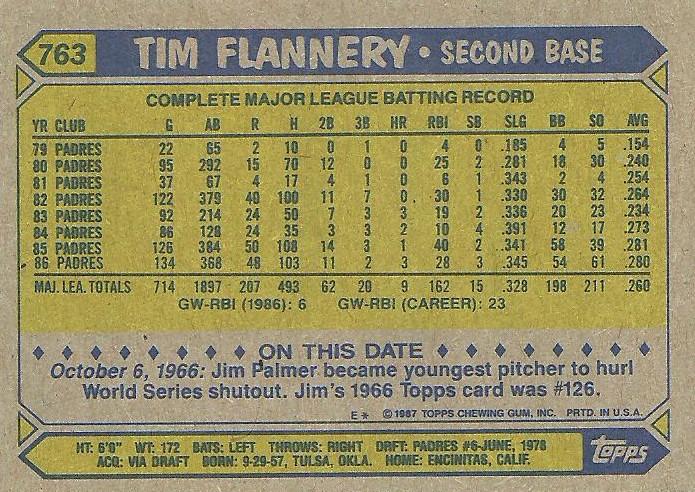 763 TIM FLANNERY • SECOND BASE
COMPLETE MAJOR LEAGUE BATTING RECORD
YR CLUB G AB R H 2B 3B HR RBI SB SLG BB SO AVG
79 PADRES 22 65 2 10 0 1 0 4 0 .185 4 5 .154
80 PADRES 95 292 15 70 12 0 0 25 2 .281 18 30 .240
81 PADRES 37 67 4 17 4 1 0 6 1 .343 2 4 .254
82 PADRES 122 379 40 100 11 7 0 30 1 .330 30 32 .264
83 PADRES 92 214 24 50 7 3 3 19 2 .336 20 23 .234
84 PADRES 86 128 24 35 3 3 2 10 4 .391 12 17 .273
85 PADRES 126 384 50 108 14 3 1 40 2 .341 58 39 .281
86 PADRES 134 368 48 103 11 2 3 28 3 .345 54 61 .280
MAJ. LEA. TOTALS 714 1897 207 493 62 20 9 162 15 .328 198 211 .260
GW-RBI (1986): 6 GW-RBI (CAREER): 23
♦ ♦ ♦ ♦ ♦ ♦ ♦ ♦ ON THIS DATE ♦ ♦ ♦ ♦ ♦ ♦ ♦ ♦
October 6, 1966: Jim Palmer became youngest pitcher to hurl
World Series shutout. Jim's 1966 Topps card was #126.
E* ©1987 TOPPS CHEWING GUM, INC. PRTD. IN U.S.A.
HT: 6'0" WT: 172 BATS: LEFT THROWS: RIGHT DRFT: PADRES #6-JUNE, 1978
ACQ: VIA DRAFT BORN: 9-29-57, TULSA, OKLA. HOME: ENCINITAS, CALIF.
topps